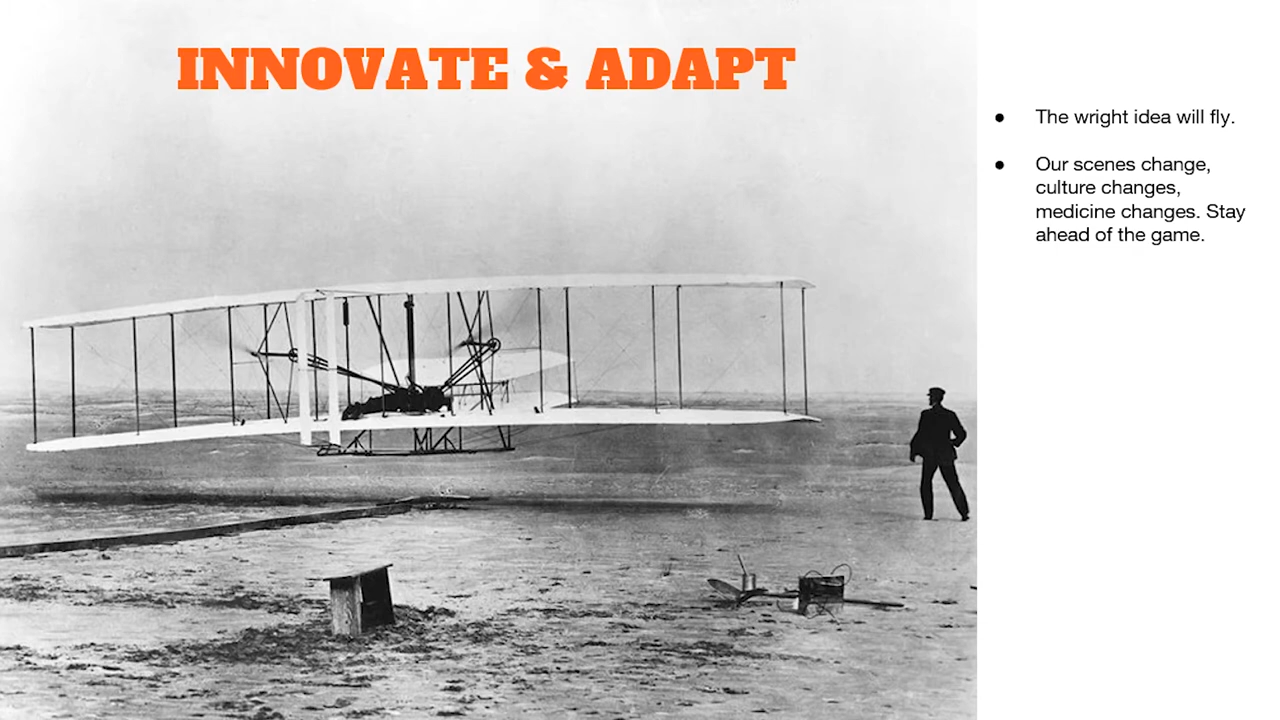 INNOVATE & ADAPT
● The wright idea will fly.
● Our scenes change,
culture changes,
medicine changes. Stay
ahead of the game.